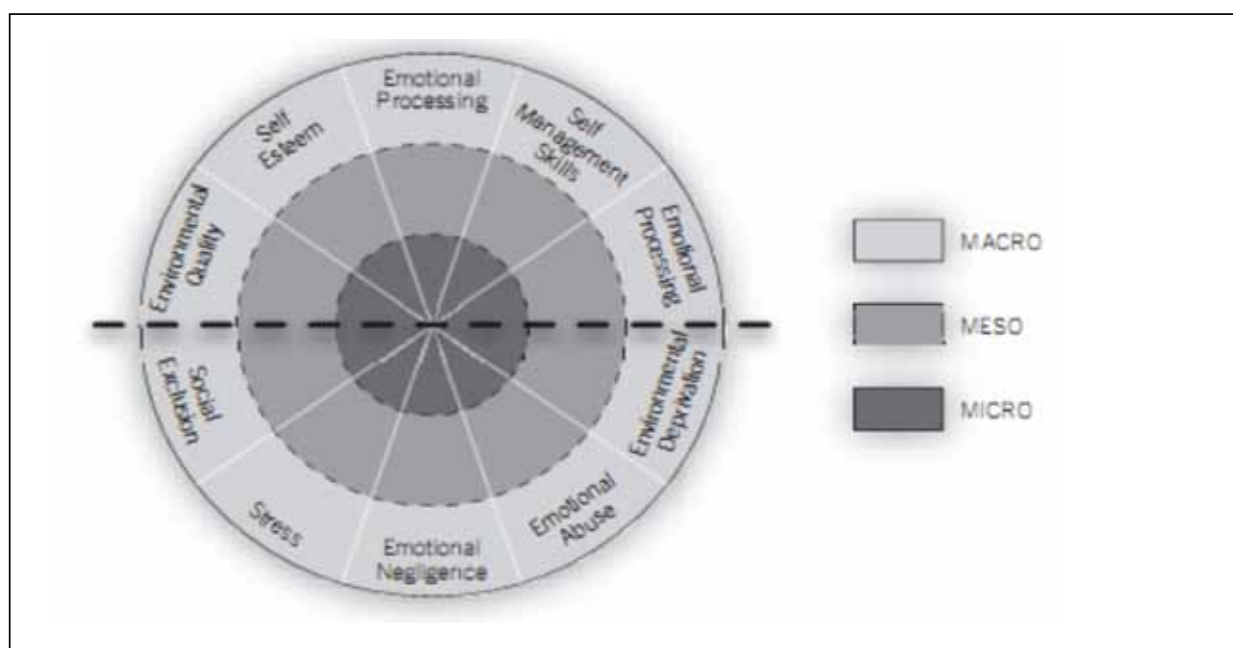 Emotional
Processing
Self
Management
Skills
Emotional
Processing
Environmental
Deprivation
Emotional
Abuse
Emotional
Negligence
Stress
Social
Exclusion
Environmental
Quality
Self
Esteem
MACRO
MESO
MICRO